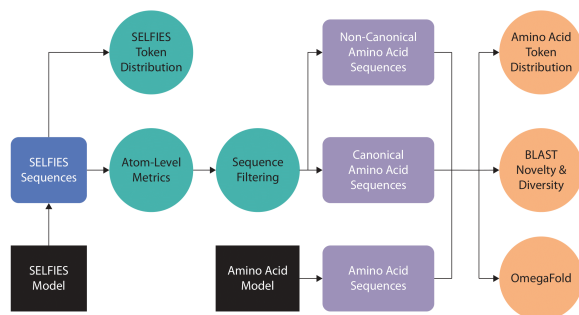 SELFIES
Token
Distribution
Non-Canonical
Amino Acid
Sequences
Amino Acid
Token
Distribution
SELFIES
Sequences
Atom-Level
Metrics
Sequence
Filtering
Canonical
Amino Acid
Sequences
BLAST
Novelty &
Diversity
SELFIES
Model
Amino Acid
Model
Amino Acid
Sequences
OmegaFold